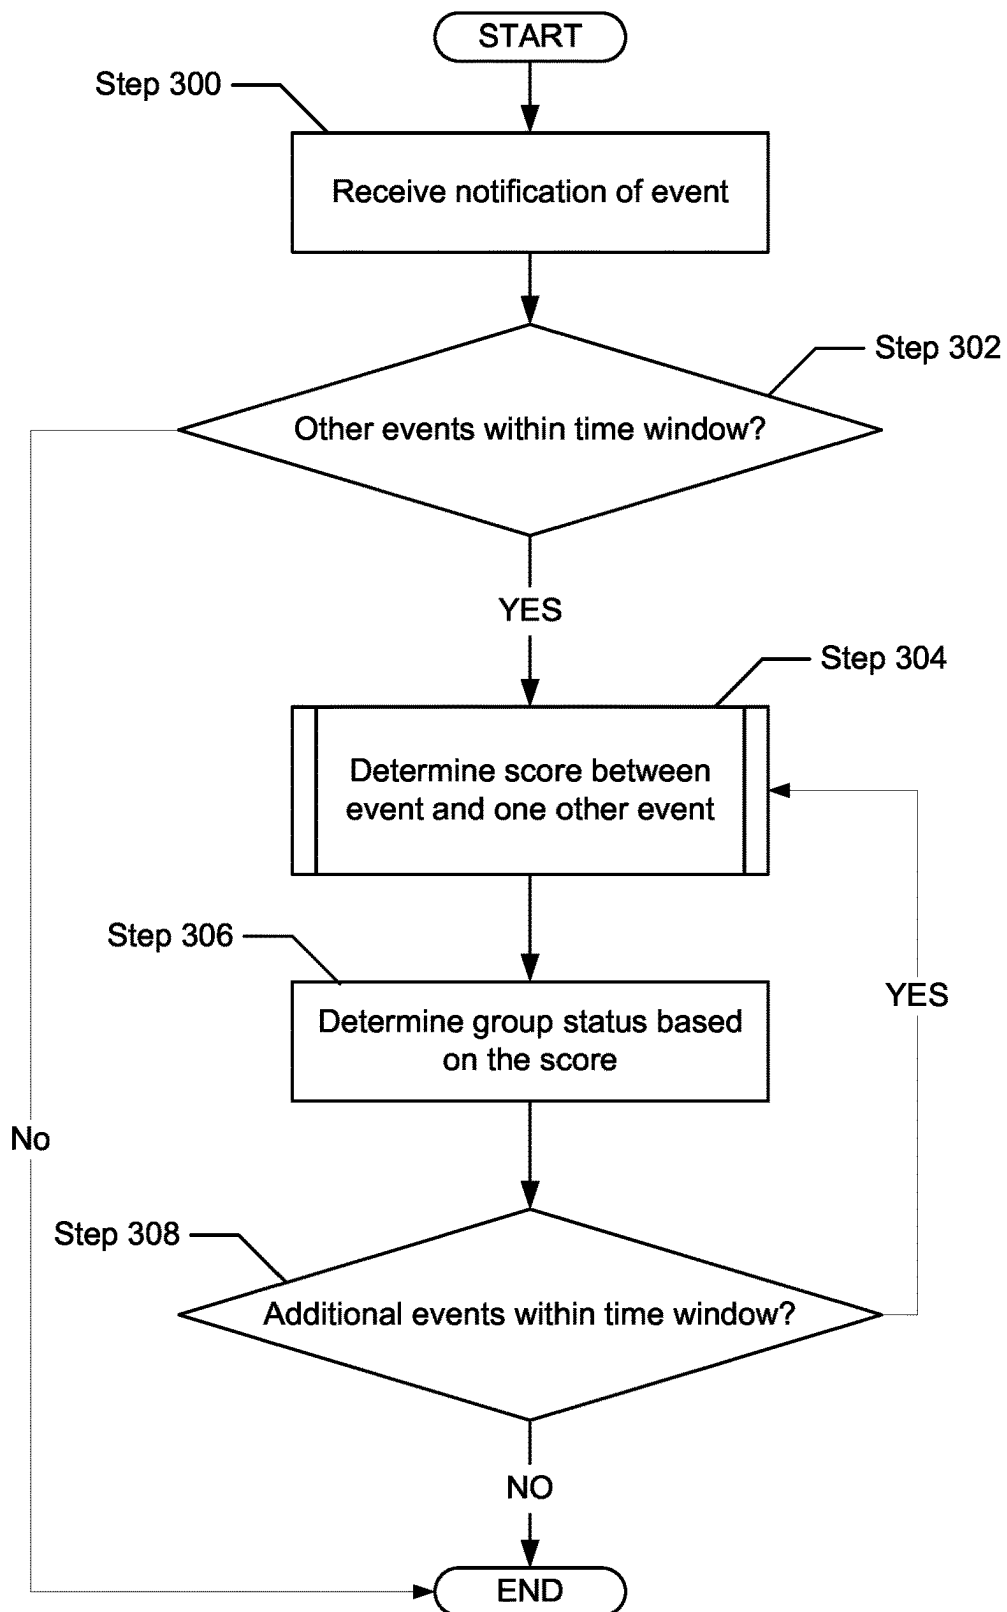 START
Step 300
Receive notification of event
Step 302
Other events within time window?
YES
Step 304
Determine score between
event and one other event
Step 306
YES
Determine group status based
on the score
No
Step 308
Additional events within time window?
NO
END